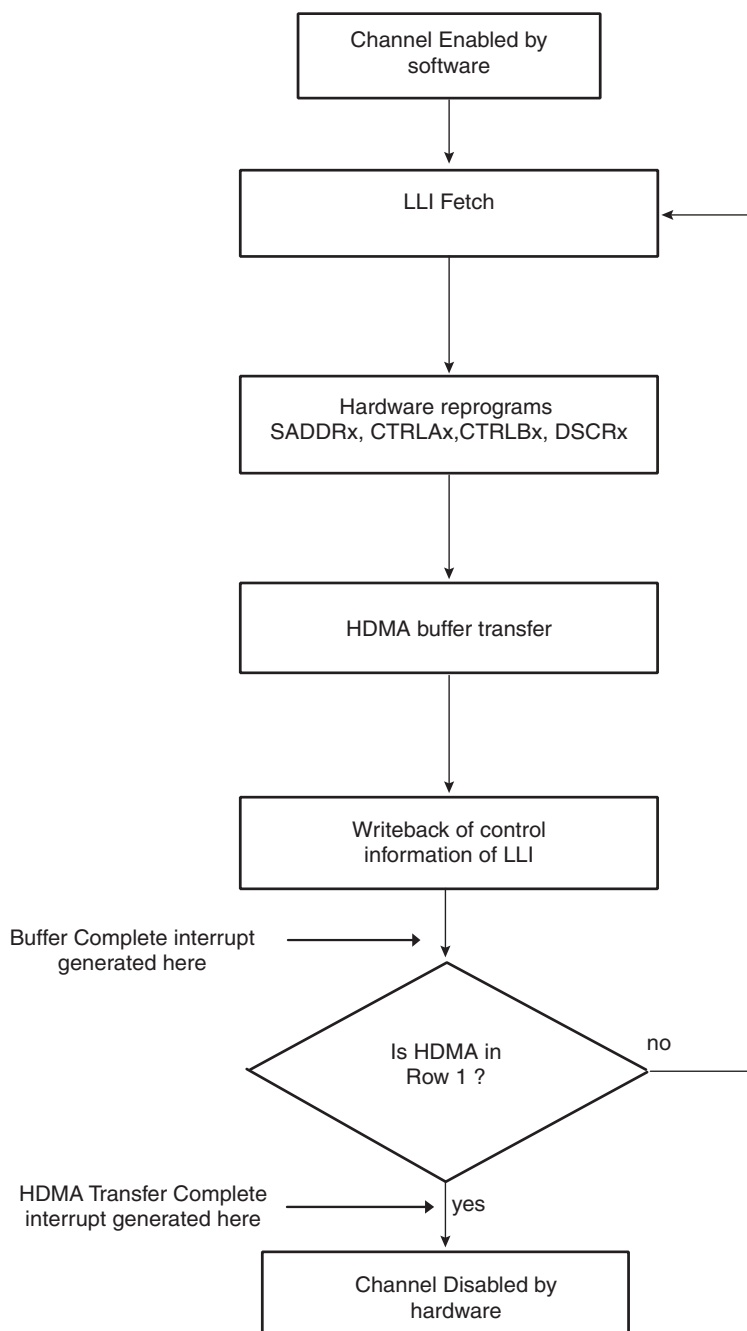 Channel Enabled by
software
LLI Fetch
Hardware reprograms
SADDRx, CTRLAx,CTRLBx, DSCRx
HDMA buffer transfer
Writeback of control
information of LLI
Buffer Complete interrupt
generated here
Is HDMA in
Row 1 ?
no
HDMA Transfer Complete
interrupt generated here
yes
Channel Disabled by
hardware